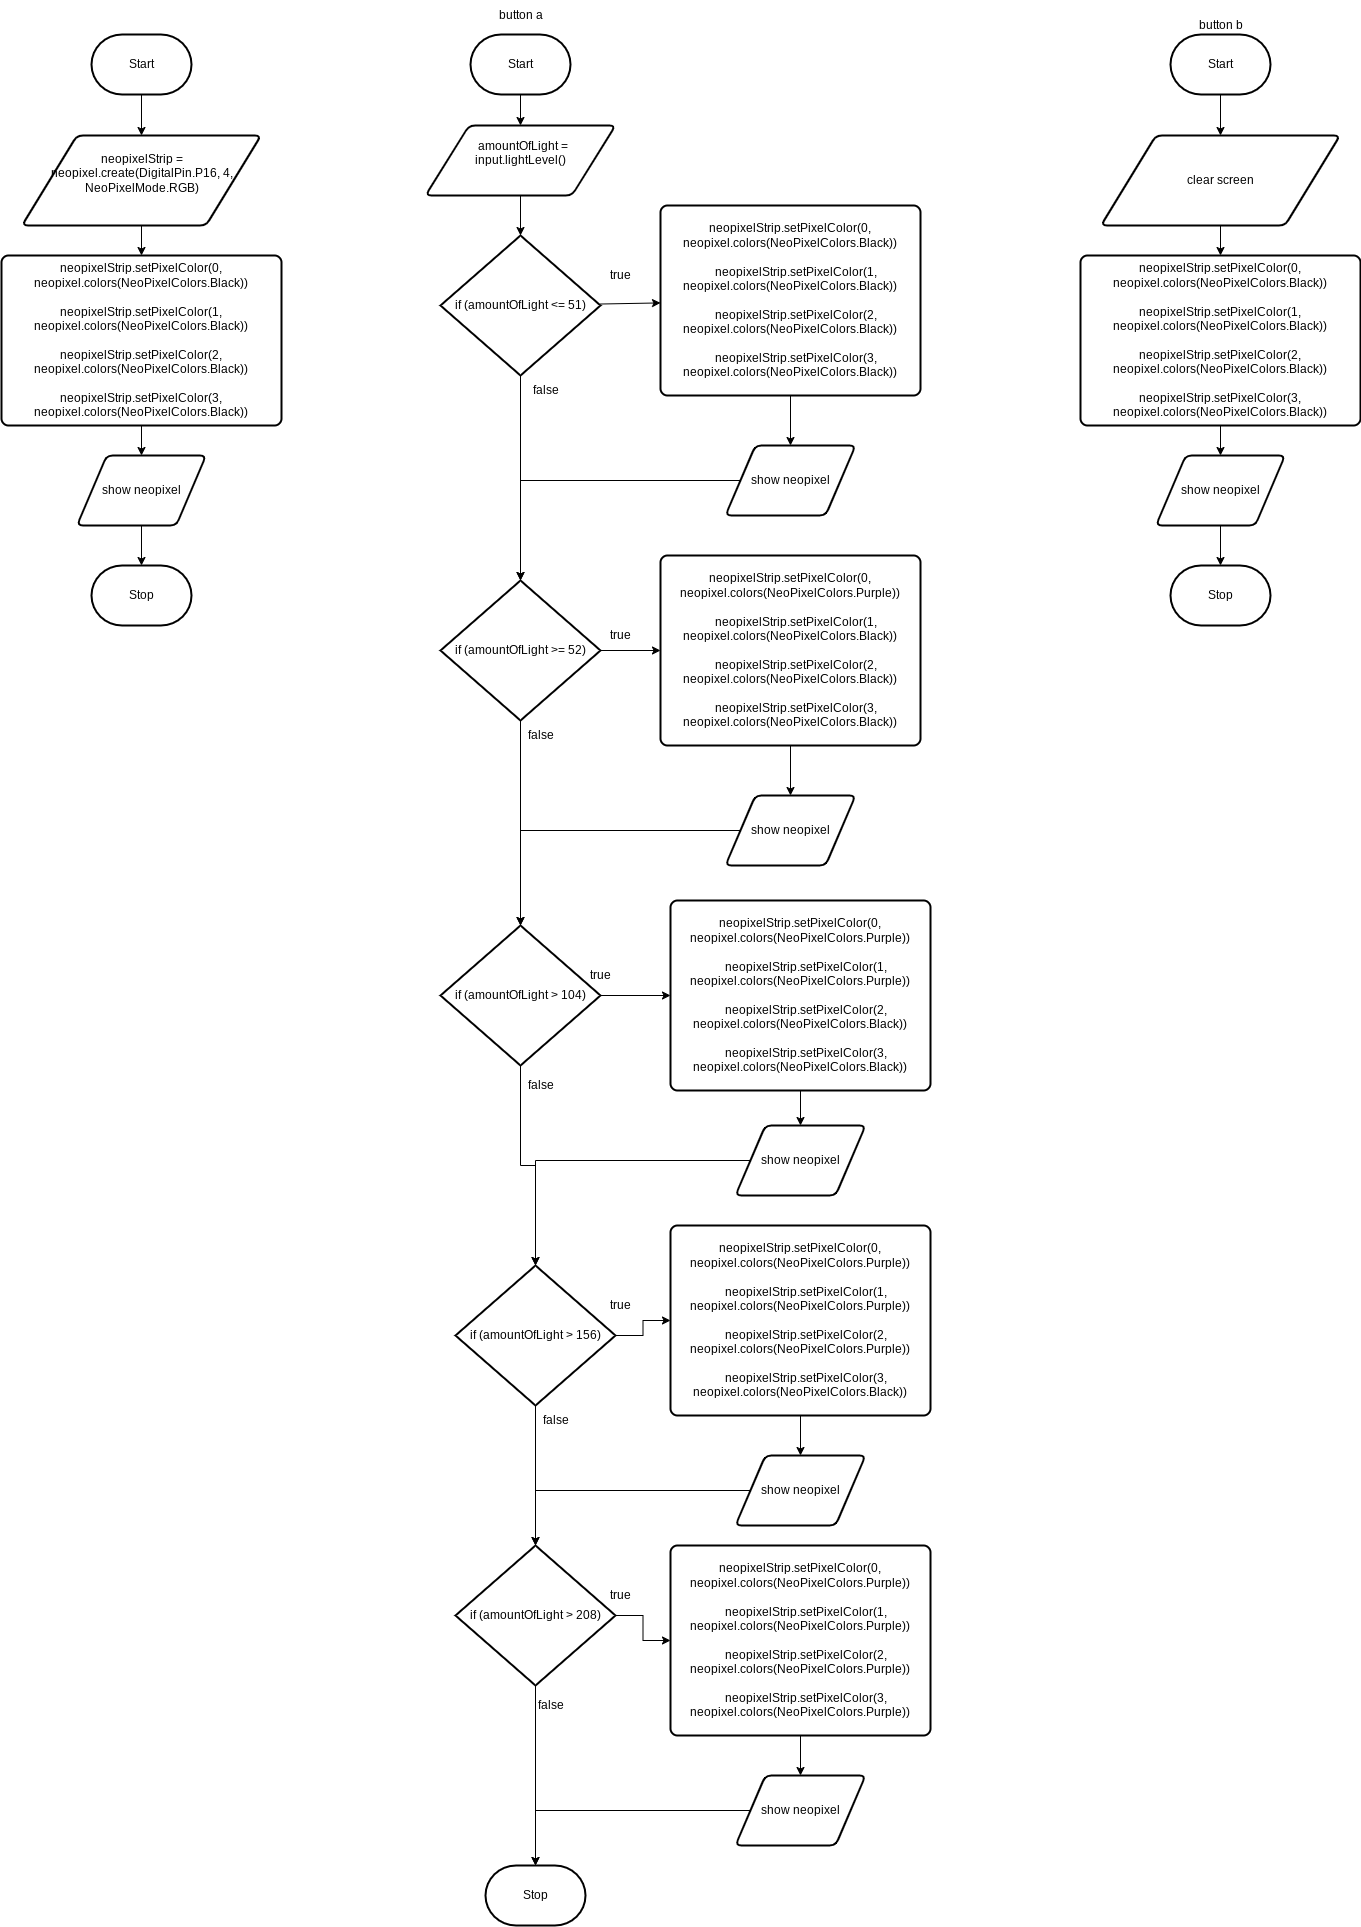 Start
neopixelStrip =
neopixel.create(DigitalPin.P16, 4,
NeoPixelMode.RGB)
neopixelStrip.setPixelColor(0,
neopixel.colors(NeoPixelColors.Black))
neopixelStrip.setPixelColor(1,
neopixel.colors(NeoPixelColors.Black))
neopixelStrip.setPixelColor(2,
neopixel.colors(NeoPixelColors.Black))
neopixelStrip.setPixelColor(3,
neopixel.colors(NeoPixelColors.Black))
show neopixel
Stop
button a
Start
amountOfLight =
input.lightLevel()
if (amountOfLight <= 51)
true
neopixelStrip.setPixelColor(0,
neopixel.colors(NeoPixelColors.Black))
neopixelStrip.setPixelColor(1,
neopixel.colors(NeoPixelColors.Black))
neopixelStrip.setPixelColor(2,
neopixel.colors(NeoPixelColors.Black))
neopixelStrip.setPixelColor(3,
neopixel.colors(NeoPixelColors.Black))
false
show neopixel
if (amountOfLight >= 52)
true
neopixelStrip.setPixelColor(0,
neopixel.colors(NeoPixelColors.Purple))
neopixelStrip.setPixelColor(1,
neopixel.colors(NeoPixelColors.Black))
neopixelStrip.setPixelColor(2,
neopixel.colors(NeoPixelColors.Black))
neopixelStrip.setPixelColor(3,
neopixel.colors(NeoPixelColors.Black))
false
show neopixel
if (amountOfLight > 104)
true
neopixelStrip.setPixelColor(0,
neopixel.colors(NeoPixelColors.Purple))
neopixelStrip.setPixelColor(1,
neopixel.colors(NeoPixelColors.Purple))
neopixelStrip.setPixelColor(2,
neopixel.colors(NeoPixelColors.Black))
neopixelStrip.setPixelColor(3,
neopixel.colors(NeoPixelColors.Black))
false
show neopixel
if (amountOfLight > 156)
true
neopixelStrip.setPixelColor(0,
neopixel.colors(NeoPixelColors.Purple))
neopixelStrip.setPixelColor(1,
neopixel.colors(NeoPixelColors.Purple))
neopixelStrip.setPixelColor(2,
neopixel.colors(NeoPixelColors.Purple))
neopixelStrip.setPixelColor(3,
neopixel.colors(NeoPixelColors.Black))
false
show neopixel
if (amountOfLight > 208)
true
neopixelStrip.setPixelColor(0,
neopixel.colors(NeoPixelColors.Purple))
neopixelStrip.setPixelColor(1,
neopixel.colors(NeoPixelColors.Purple))
neopixelStrip.setPixelColor(2,
neopixel.colors(NeoPixelColors.Purple))
neopixelStrip.setPixelColor(3,
neopixel.colors(NeoPixelColors.Purple))
false
show neopixel
Stop
button b
Start
clear screen
neopixelStrip.setPixelColor(0,
neopixel.colors(NeoPixelColors.Black))
neopixelStrip.setPixelColor(1,
neopixel.colors(NeoPixelColors.Black))
neopixelStrip.setPixelColor(2,
neopixel.colors(NeoPixelColors.Black))
neopixelStrip.setPixelColor(3,
neopixel.colors(NeoPixelColors.Black))
show neopixel
Stop